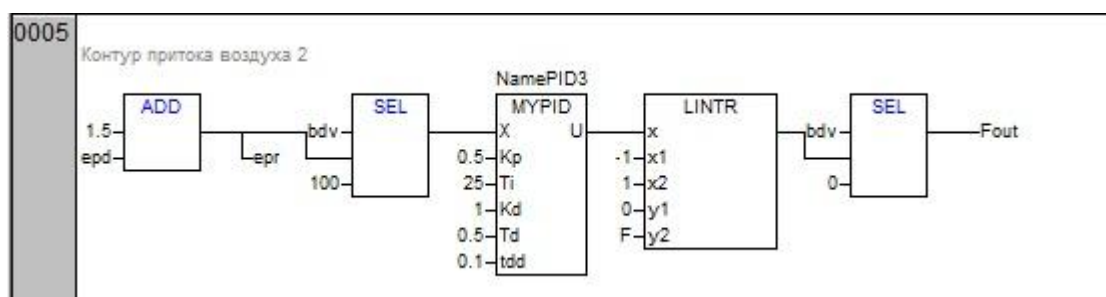 0005
Контур притока воздуха 2
NamePID3
ADD
SEL
MYPID
LINTR
SEL
1.5
bdv
X
U
x
bdv
Fout
epd
epr
0.5
Kp
-1
x1
100
25
Ti
1
x2
0
1
Kd
0
y1
0.5
Td
F
y2
0.1
tdd